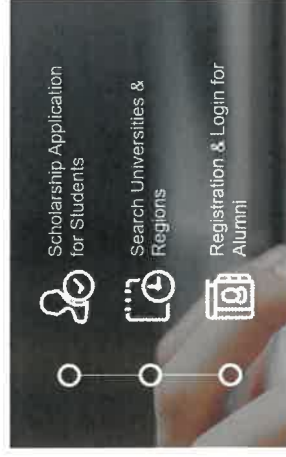 Scholarship Application
for Students
Search Universities &
Regions
Registration & Login for
Alumni